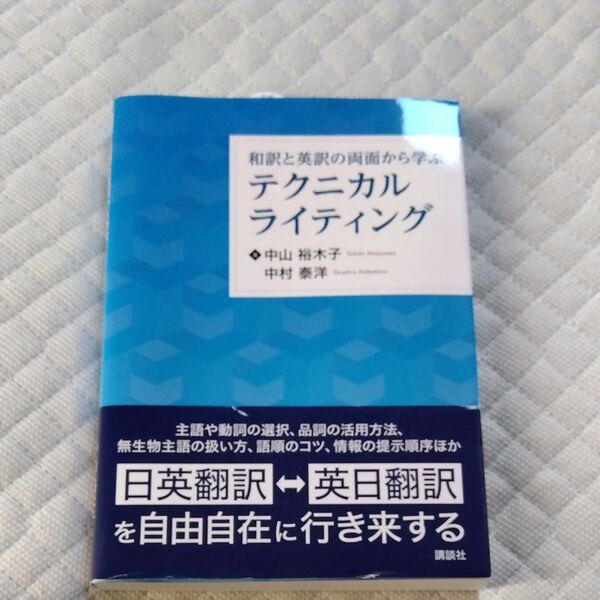 和訳と英訳の両面から学ぶ
テクニカル
ライティング
中山 裕木子
中村 泰洋
主語や動詞の選択、品詞の活用方法、
無生物主語の扱い方、語順のコツ、情報の提示順序ほか
日英翻訳↔英日翻訳
を自由自在に行き来する
講談社